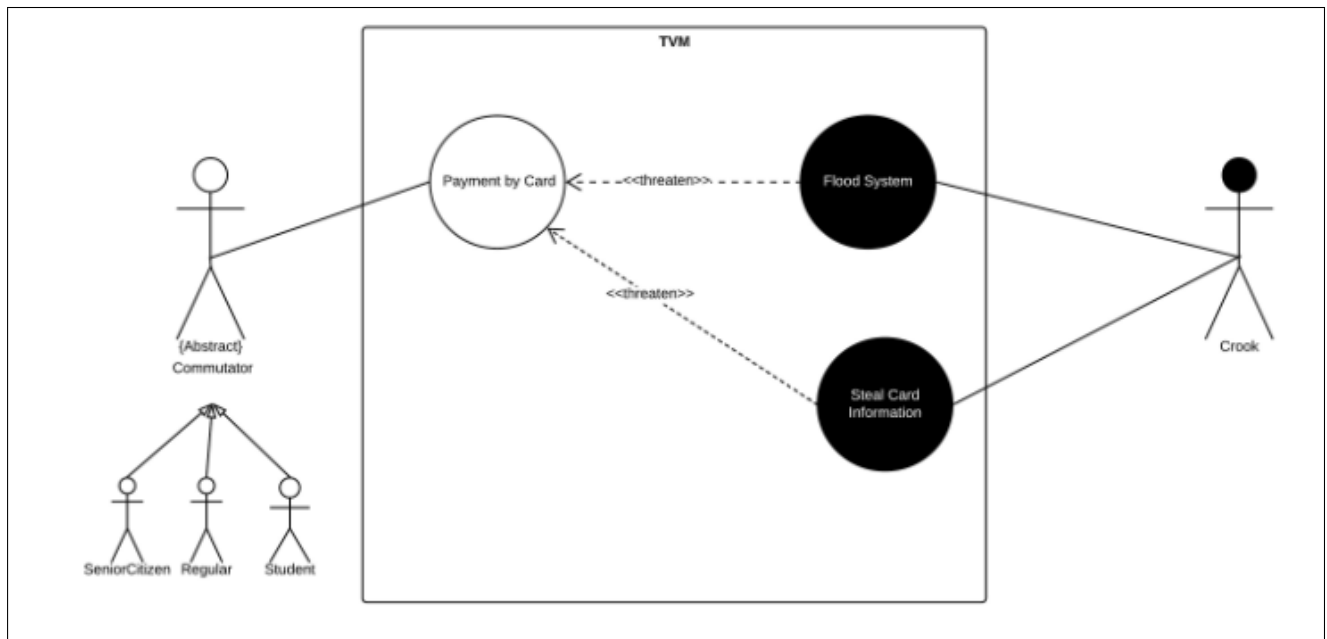 TVM
Payment by Card
<<threaten>>
Flood System
<<threaten>>
{Abstract}
Commutator
Crook
Steal Card
Information
SeniorCitizen
Regular
Student